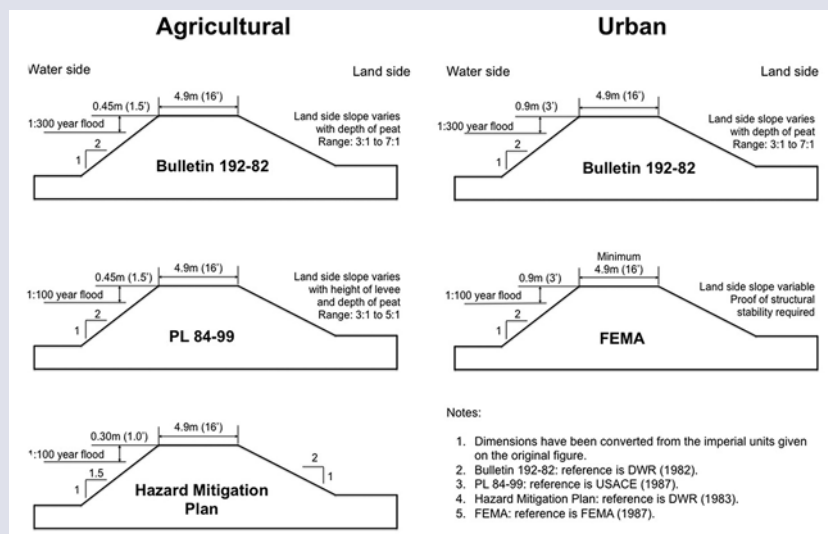 Agricultural
Water side
Land side
4.9m (16')
0.45m (1.5')
1:300 year flood
Land side slope varies
with depth of peat
Range: 3:1 to 7:1
2
1
Bulletin 192-82
4.9m (16')
0.45m (1.5')
1:100 year flood
Land side slope varies
with height of levee
and depth of peat
Range: 3:1 to 5:1
2
1
PL 84-99
4.9m (16')
0.30m (1.0')
1:100 year flood
1.5
1
2
1
Hazard Mitigation
Plan
Urban
Water side
Land side
4.9m (16')
0.9m (3')
1:300 year flood
Land side slope varies
with depth of peat
Range: 3:1 to 7:1
2
1
Bulletin 192-82
Minimum
4.9m (16')
0.9m (3')
1:100 year flood
Land side slope variable
Proof of structural
stability required
2
1
FEMA
Notes:
1. Dimensions have been converted from the imperial units given
on the original figure.
2. Bulletin 192-82: reference is DWR (1982).
3. PL 84-99: reference is USACE (1987).
4. Hazard Mitigation Plan: reference is DWR (1983).
5. FEMA: reference is FEMA (1987).